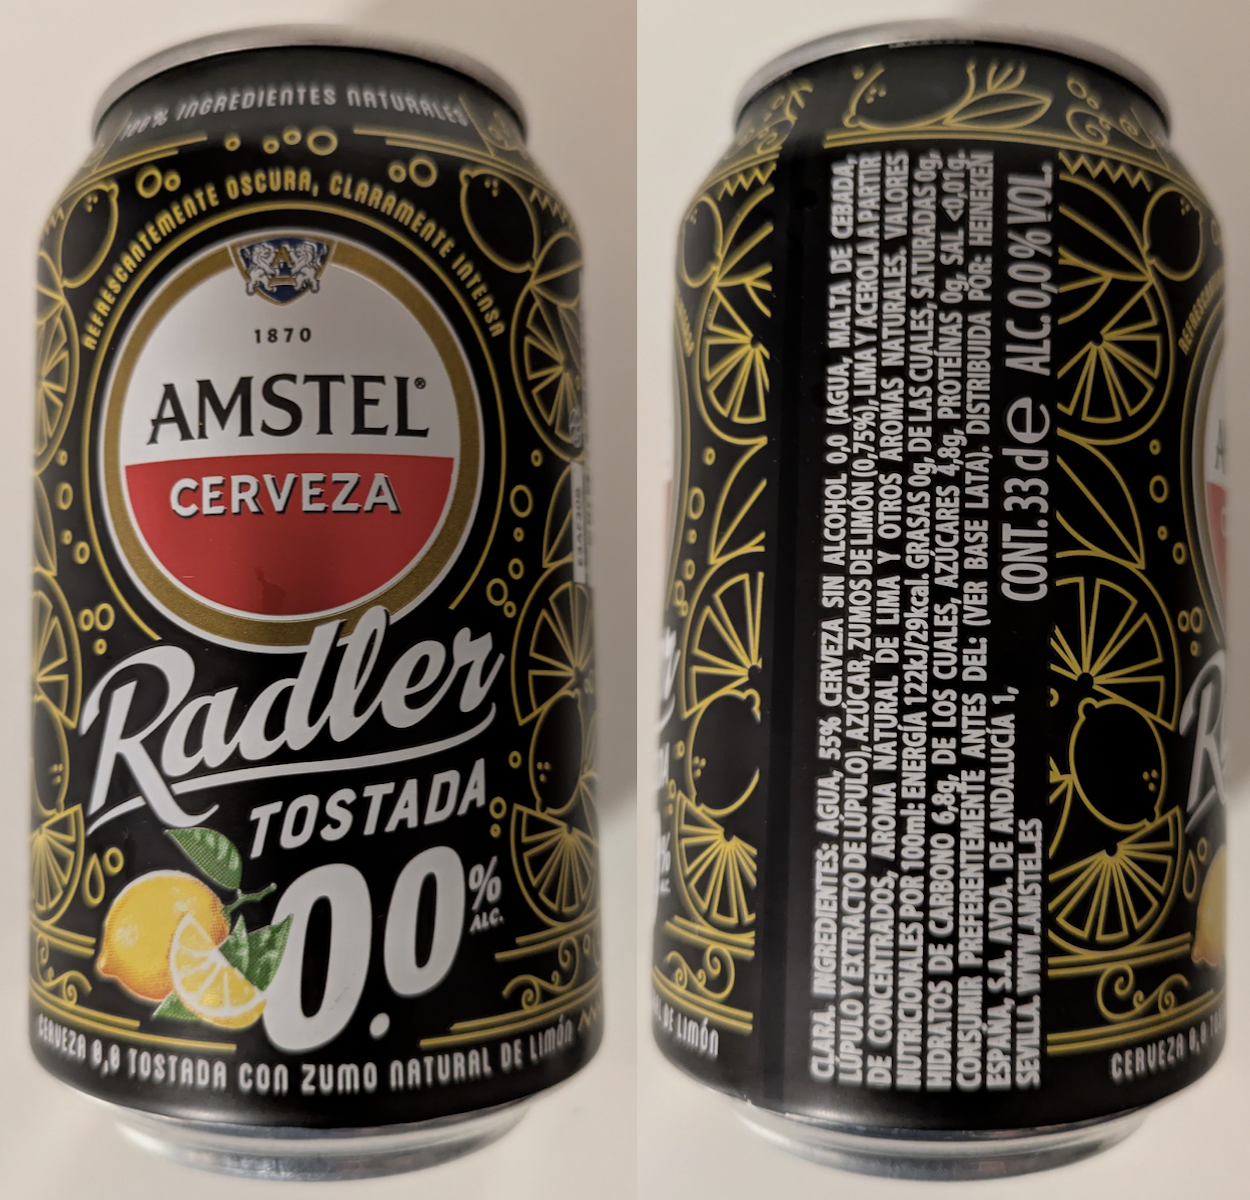 100% INGREDIENTES NATURALES
REFRESCANTEMENTE OSCURA, CLARAMENTE INTENSA
1870
AMSTEL®
CERVEZA
Radler
TOSTADA
0.0% ALC.
CERVEZA 0,0 TOSTADA CON ZUMO NATURAL DE LIMÓN
CLARA. INGREDIENTES: AGUA, 55% CERVEZA SIN ALCOHOL 0,0 (AGUA, MALTA DE CEBADA,
LÚPULO Y EXTRACTO DE LÚPULO), AZÚCAR, ZUMOS DE LIMÓN (0,75%), LIMA Y ACEROLA A PARTIR
DE CONCENTRADOS, AROMA NATURAL DE LIMA Y OTROS AROMAS NATURALES. VALORES
NUTRICIONALES POR 100ml: ENERGÍA 122kJ/29kcal. GRASAS 0g, DE LAS CUALES, SATURADAS 0g,
HIDRATOS DE CARBONO 6,8g, DE LOS CUALES, AZÚCARES 4,8g, PROTEÍNAS 0g, SAL <0,01g.
CONSUMIR PREFERENTEMENTE ANTES DEL: (VER BASE LATA). DISTRIBUIDA POR: HEINEKEN
ESPAÑA, S.A. AVDA. DE ANDALUCÍA 1,
SEVILLA. WWW.AMSTEL.ES
CONT. 33 cl e ALC. 0,0% VOL.
DE LIMÓN
CERVEZA 0,0